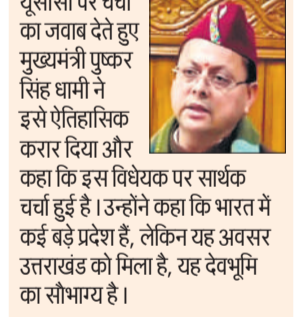 यूसीसी पर चर्चा
का जवाब देते हुए
मुख्यमंत्री पुष्कर
सिंह धामी ने
इसे ऐतिहासिक
करार दिया और
कहा कि इस विधेयक पर सार्थक
चर्चा हुई है। उन्होंने कहा कि भारत में
कई बड़े प्रदेश हैं, लेकिन यह अवसर
उत्तराखंड को मिला है, यह देवभूमि
का सौभाग्य है।